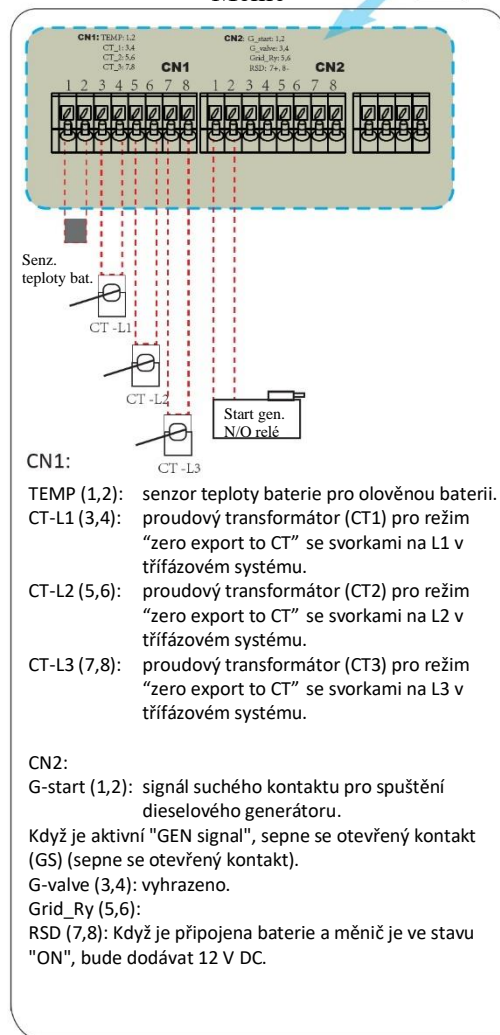 CN1: TEMP: 1,2
CT_1: 3,4
CT_2: 5,6
CT_3: 7,8
CN1
CN2: G_start: 1,2
G_valve: 3,4
Grid_Ry: 5,6
RSD: 7+, 8-
CN2
1 2 3 4 5 6 7 8 1 2 3 4 5 6 7 8
Senz.
teploty bat.
CT -L1
CT -L2
CT -L3
Start gen.
N/O relé
CN1:
TEMP (1,2): senzor teploty baterie pro olověnou baterii.
CT-L1 (3,4): proudový transformátor (CT1) pro režim
“zero export to CT” se svorkami na L1 v
třífázovém systému.
CT-L2 (5,6): proudový transformátor (CT2) pro režim
“zero export to CT” se svorkami na L2 v
třífázovém systému.
CT-L3 (7,8): proudový transformátor (CT3) pro režim
“zero export to CT” se svorkami na L3 v
třífázovém systému.
CN2:
G-start (1,2): signál suchého kontaktu pro spuštění
dieselového generátoru.
Když je aktivní "GEN signal", sepne se otevřený kontakt
(GS) (sepne se otevřený kontakt).
G-valve (3,4): vyhrazeno.
Grid_Ry (5,6):
RSD (7,8): Když je připojena baterie a měnič je ve stavu
"ON", bude dodávat 12 V DC.